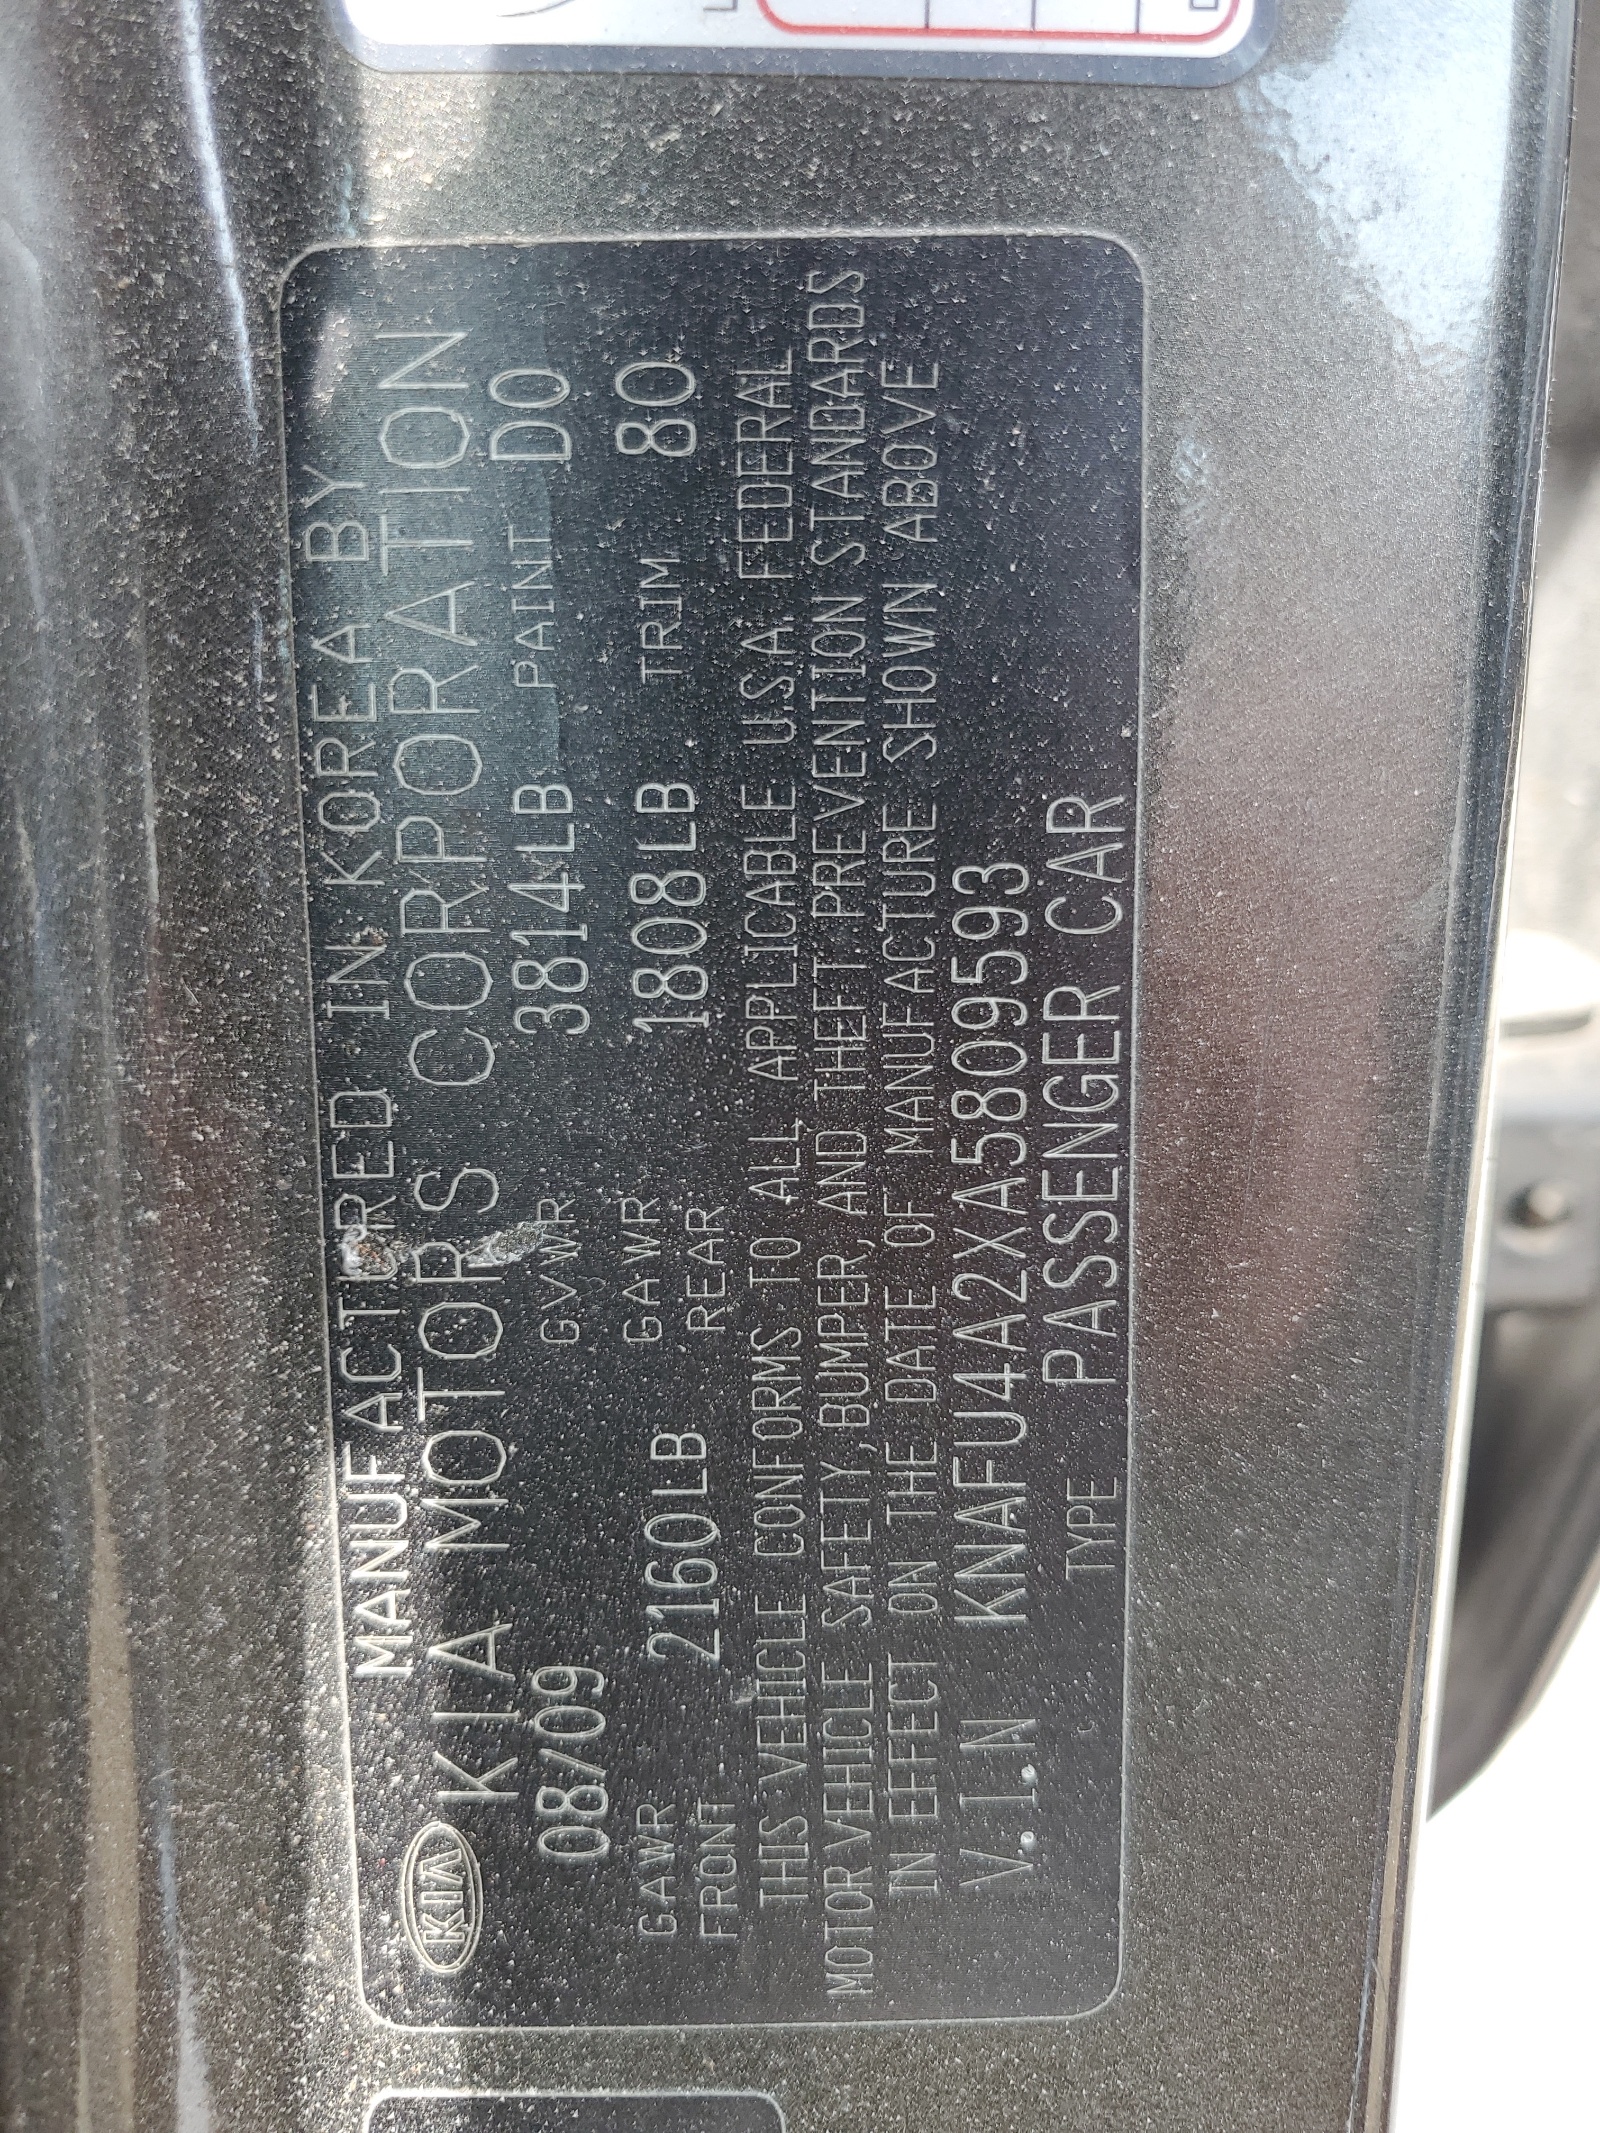 MANUFACTURED IN KOREA BY
KIA KIA MOTORS CORPORATION
08/09 GVWR 3814LB PAINT D0
GAWR FRONT 2160LB GAWR REAR 1808LB TRIM 80
THIS VEHICLE CONFORMS TO ALL APPLICABLE U.S.A. FEDERAL
MOTOR VEHICLE SAFETY, BUMPER, AND THEFT PREVENTION STANDARDS
IN EFFECT ON THE DATE OF MANUFACTURE SHOWN ABOVE
V.I.N KNAFU4A2XA5809593
TYPE PASSENGER CAR